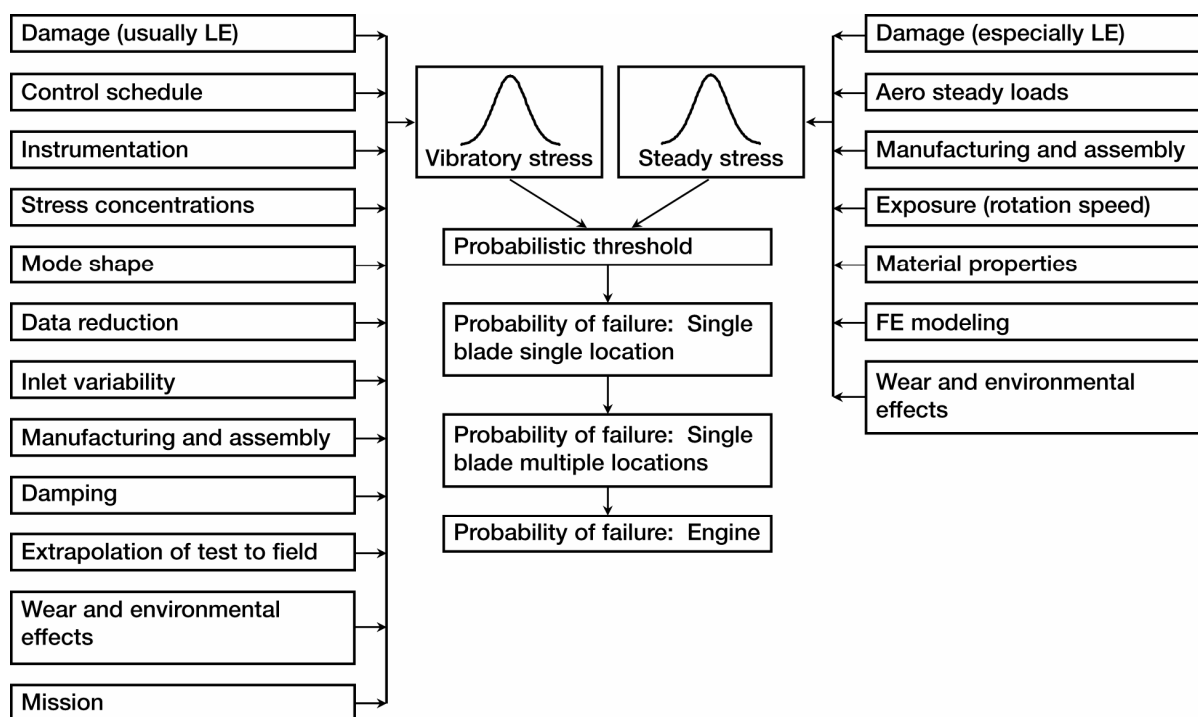 Damage (usually LE)
Control schedule
Instrumentation
Stress concentrations
Mode shape
Data reduction
Inlet variability
Manufacturing and assembly
Damping
Extrapolation of test to field
Wear and environmental
effects
Mission
Vibratory stress
Steady stress
Probabilistic threshold
Probability of failure: Single
blade single location
Probability of failure: Single
blade multiple locations
Probability of failure: Engine
Damage (especially LE)
Aero steady loads
Manufacturing and assembly
Exposure (rotation speed)
Material properties
FE modeling
Wear and environmental
effects